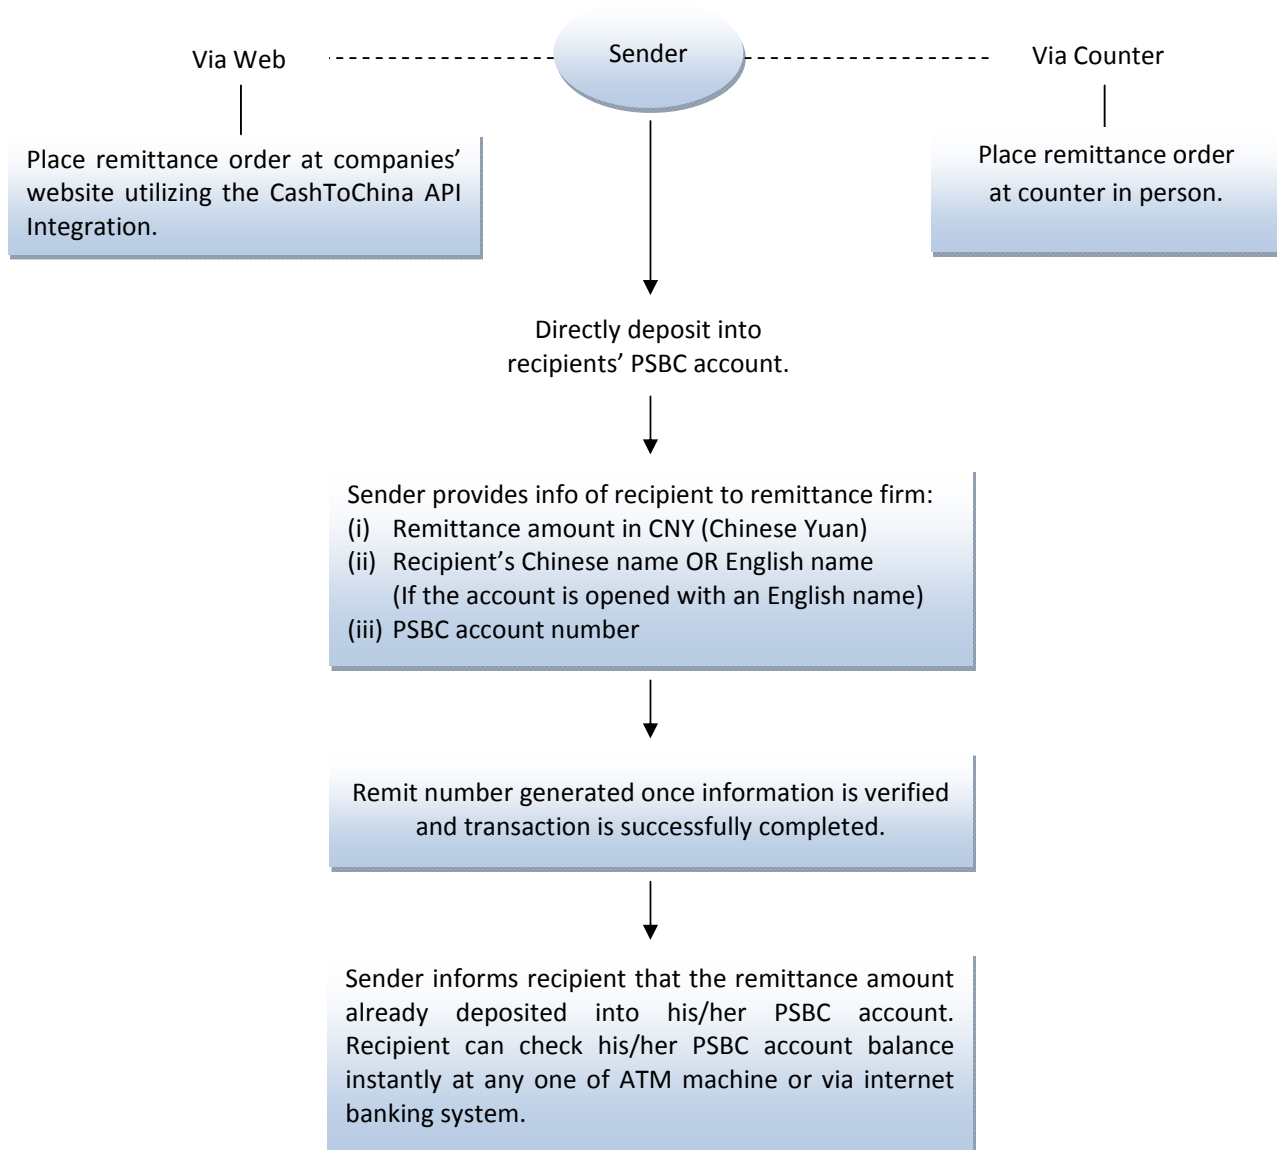 Sender
Via Web
Via Counter
Place remittance order at companies’
website utilizing the CashToChina API
Integration.
Place remittance order
at counter in person.
Directly deposit into
recipients’ PSBC account.
Sender provides info of recipient to remittance firm:
(i) Remittance amount in CNY (Chinese Yuan)
(ii) Recipient’s Chinese name OR English name
(If the account is opened with an English name)
(iii) PSBC account number
Remit number generated once information is verified
and transaction is successfully completed.
Sender informs recipient that the remittance amount
already deposited into his/her PSBC account.
Recipient can check his/her PSBC account balance
instantly at any one of ATM machine or via internet
banking system.